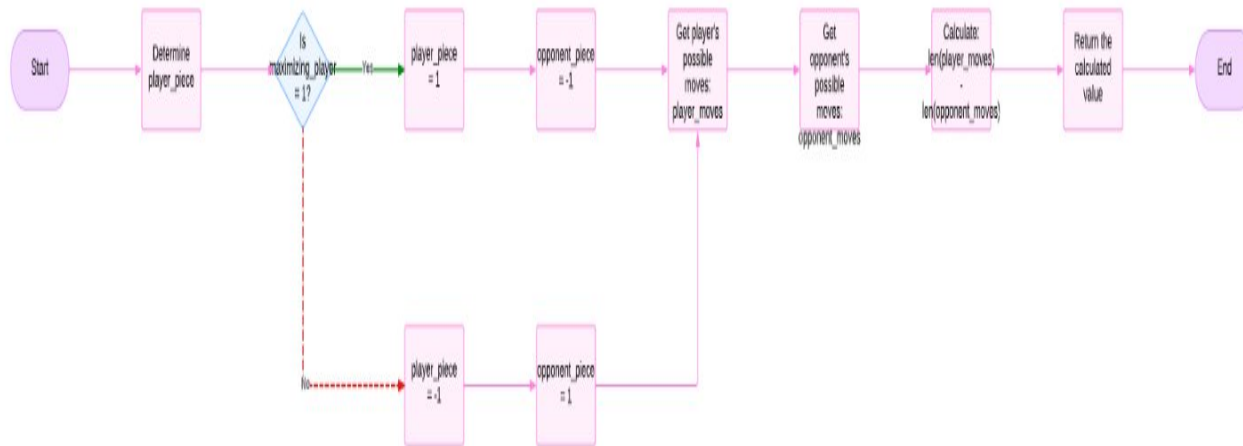 Start
Determine
player_piece
Is
maximizing_player
= 1?
Yes
player_piece
= 1
opponent_piece
= -1
Get player's
possible
moves:
player_moves
Get
opponent's
possible
moves:
opponent_moves
Calculate:
len(player_moves)
-
len(opponent_moves)
Return the
calculated
value
End
No
player_piece
= -1
opponent_piece
= 1